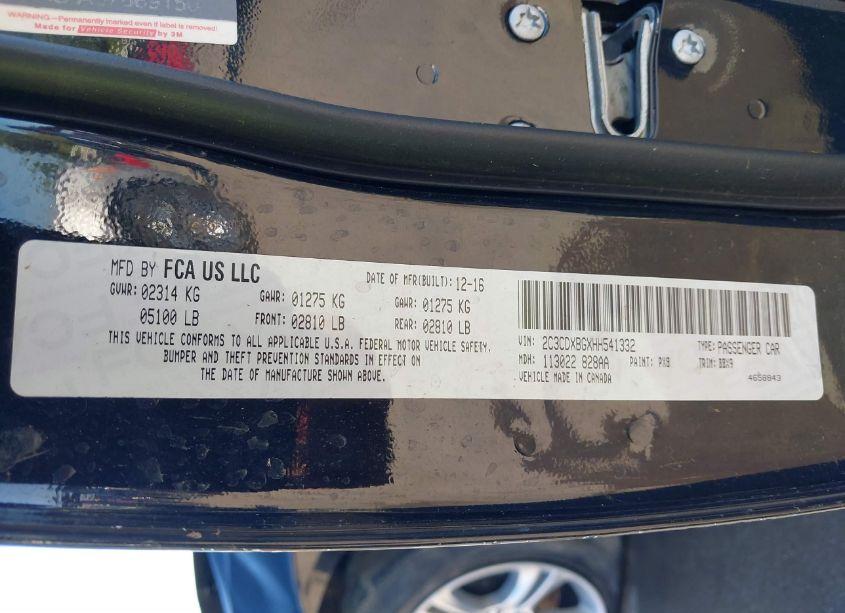 WARNING:—Permanently marked even if label is removed!
Made for Vehicle Security by 3M
MFD BY FCA US LLC
DATE OF MFR(BUILT): 12-16
GVWR: 02314 KG
GAWR: 01275 KG
GAWR: 01275 KG
05100 LB
FRONT: 02810 LB
REAR: 02810 LB
THIS VEHICLE CONFORMS TO ALL APPLICABLE U.S.A. FEDERAL MOTOR VEHICLE SAFETY,
BUMPER AND THEFT PREVENTION STANDARDS IN EFFECT ON
THE DATE OF MANUFACTURE SHOWN ABOVE.
VIN: 2C3CDXBGXHH541332
TYPE: PASSENGER CAR
MDH: 113022 828AA
PAINT: PX8
TRIM: BBX9
VEHICLE MADE IN CANADA
4658843